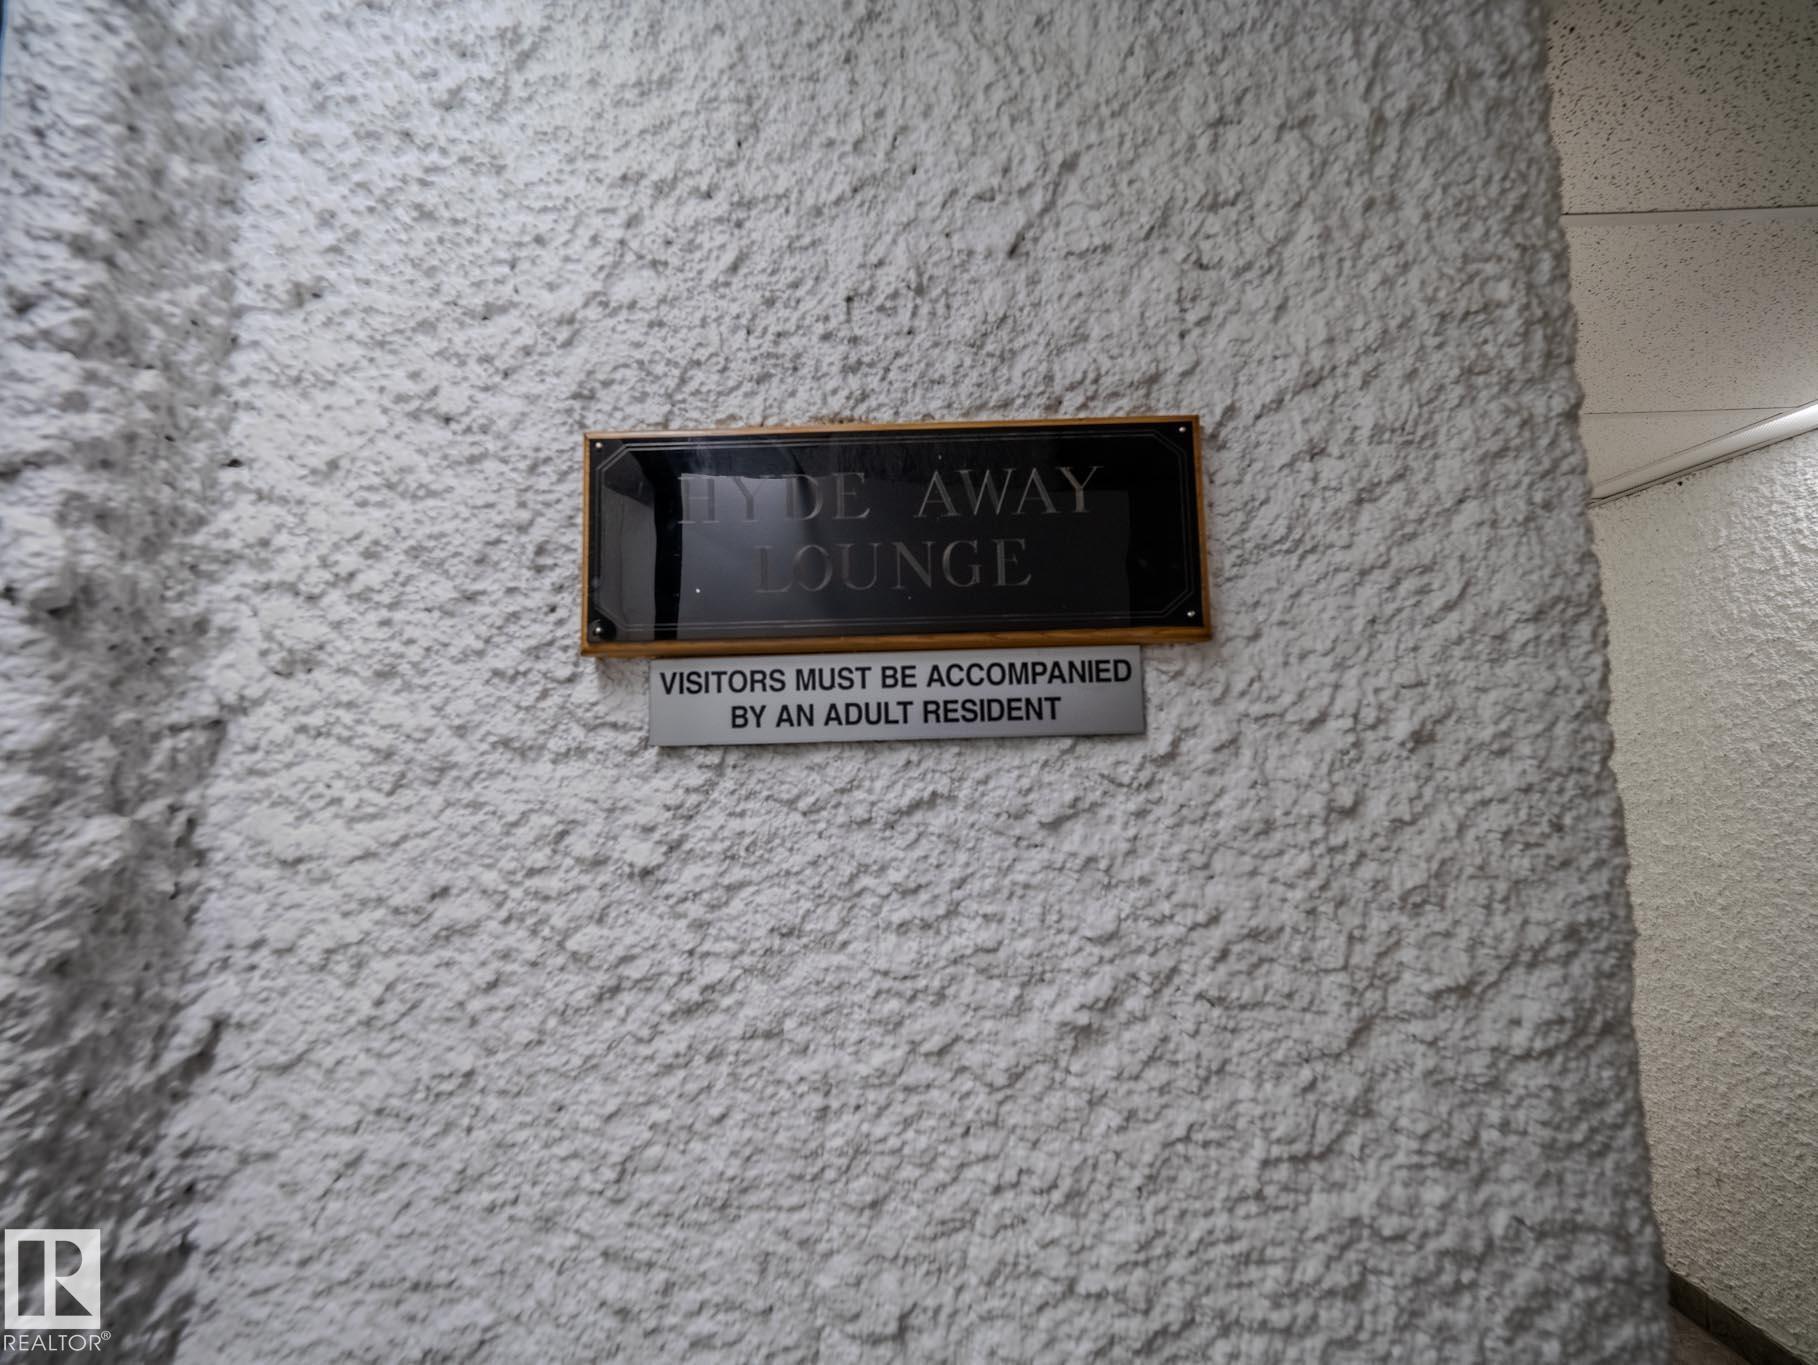 HYDE AWAY
LOUNGE
VISITORS MUST BE ACCOMPANIED
BY AN ADULT RESIDENT
R
REALTOR®